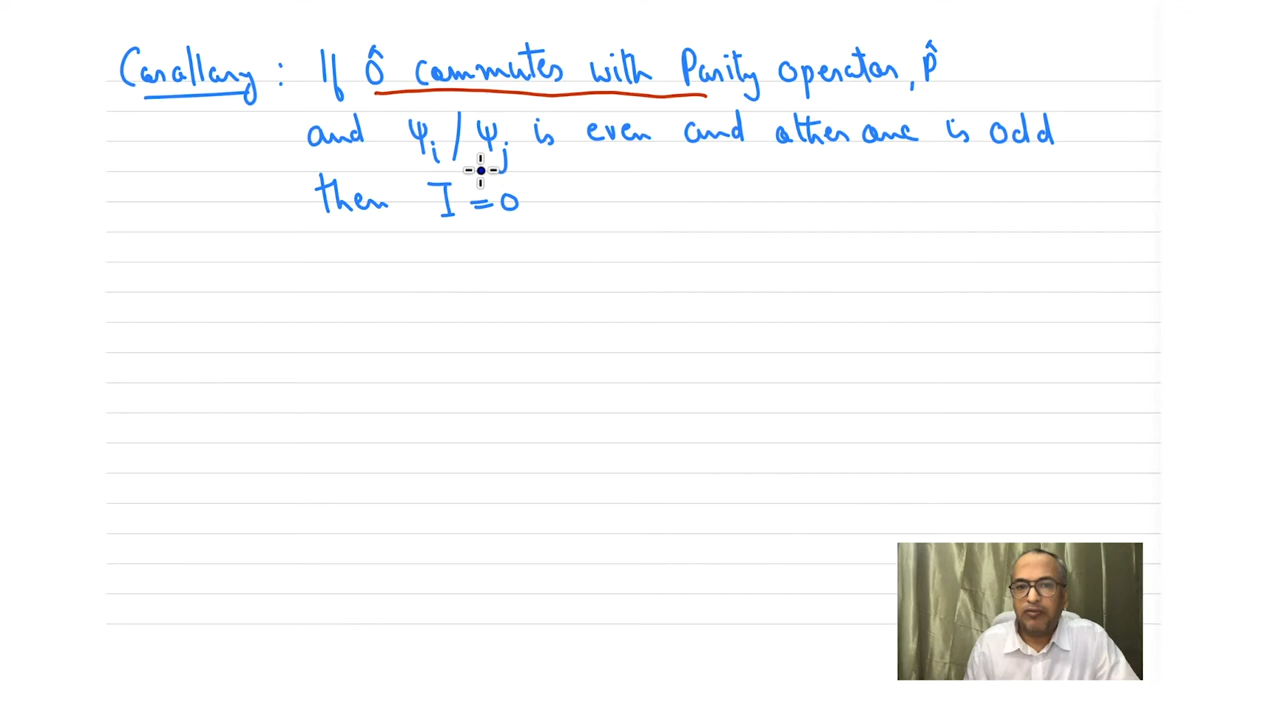 Corollary : If Ô commutes with Parity operator, P̂
and ψi / ψj is even and other one is odd
then I = 0